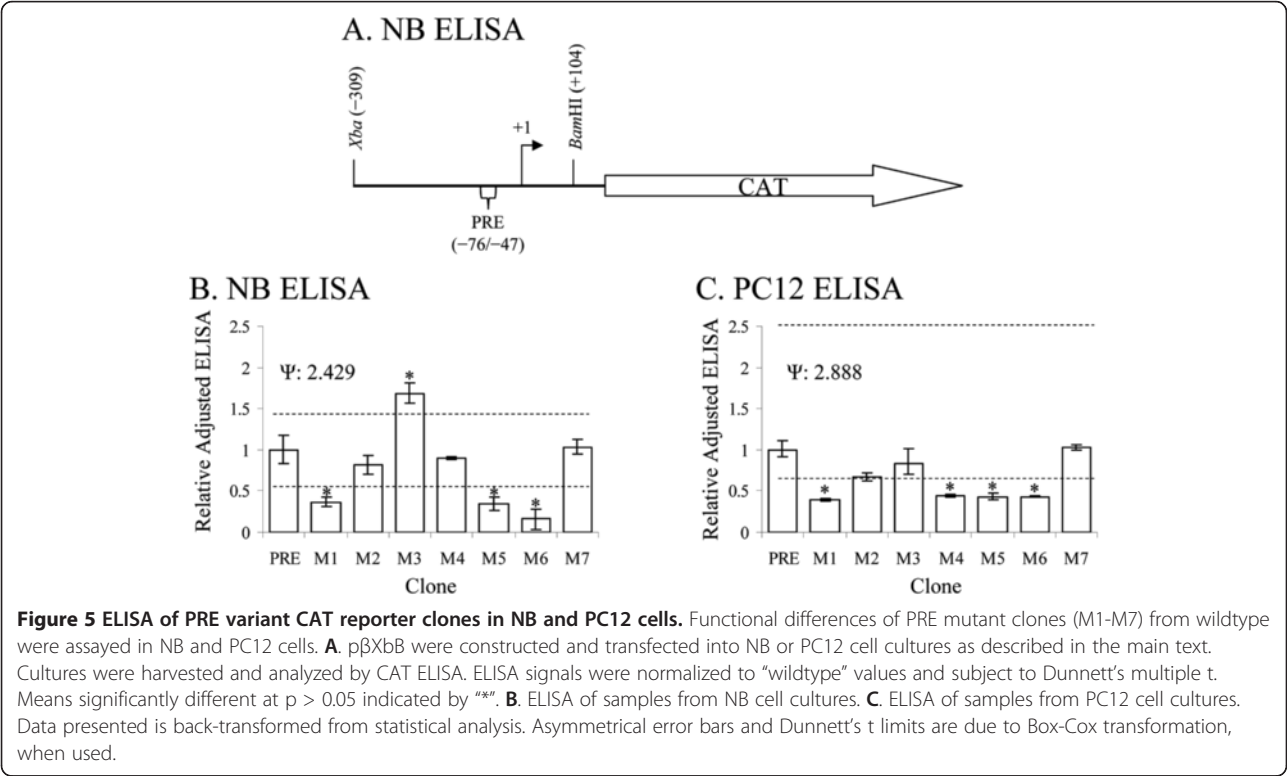 A. NB ELISA
Xba (−309)
+1
BamHI (+104)
CAT
PRE
(−76/−47)
B. NB ELISA
Relative Adjusted ELISA
2.5
2
1.5
1
0.5
0
Ψ: 2.429
*
*
*
*
PRE M1 M2 M3 M4 M5 M6 M7
Clone
C. PC12 ELISA
Relative Adjusted ELISA
2.5
2
1.5
1
0.5
0
Ψ: 2.888
*
*
*
*
PRE M1 M2 M3 M4 M5 M6 M7
Clone
Figure 5 ELISA of PRE variant CAT reporter clones in NB and PC12 cells. Functional differences of PRE mutant clones (M1-M7) from wildtype
were assayed in NB and PC12 cells. A. pβXbB were constructed and transfected into NB or PC12 cell cultures as described in the main text.
Cultures were harvested and analyzed by CAT ELISA. ELISA signals were normalized to “wildtype” values and subject to Dunnett’s multiple t.
Means significantly different at p > 0.05 indicated by “*”. B. ELISA of samples from NB cell cultures. C. ELISA of samples from PC12 cell cultures.
Data presented is back-transformed from statistical analysis. Asymmetrical error bars and Dunnett’s t limits are due to Box-Cox transformation,
when used.